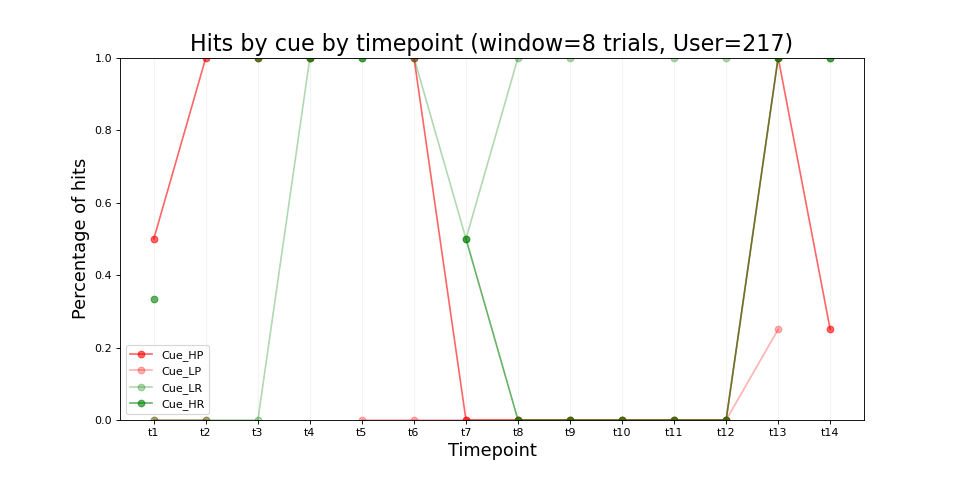 Hits by cue by timepoint (window=8 trials, User=217)
Percentage of hits
1.0
0.8
0.6
0.4
0.2
0.0
Cue_HP
Cue_LP
Cue_LR
Cue_HR
t1 t2 t3 t4 t5 t6 t7 t8 t9 t10 t11 t12 t13 t14
Timepoint